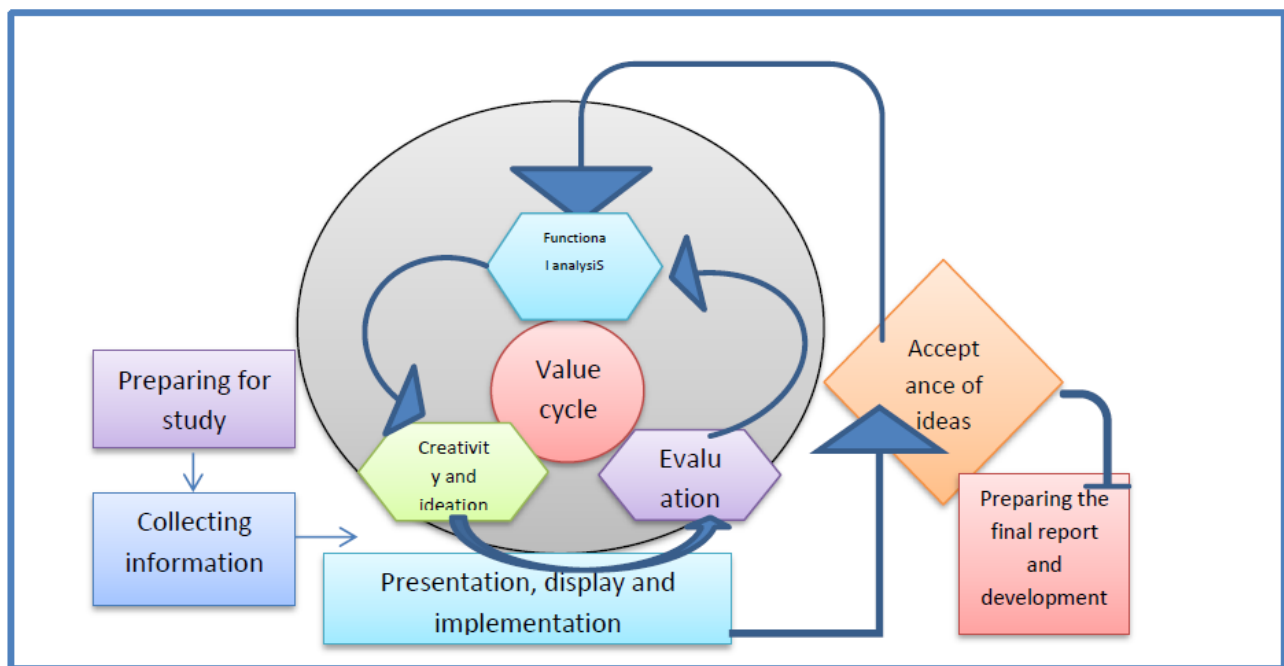 Functiona
l analysiS
Value
cycle
Creativit
y and
ideation
Evalu
ation
Preparing for
study
Collecting
information
Presentation, display and
implementation
Accept
ance of
ideas
Preparing the
final report
and
development